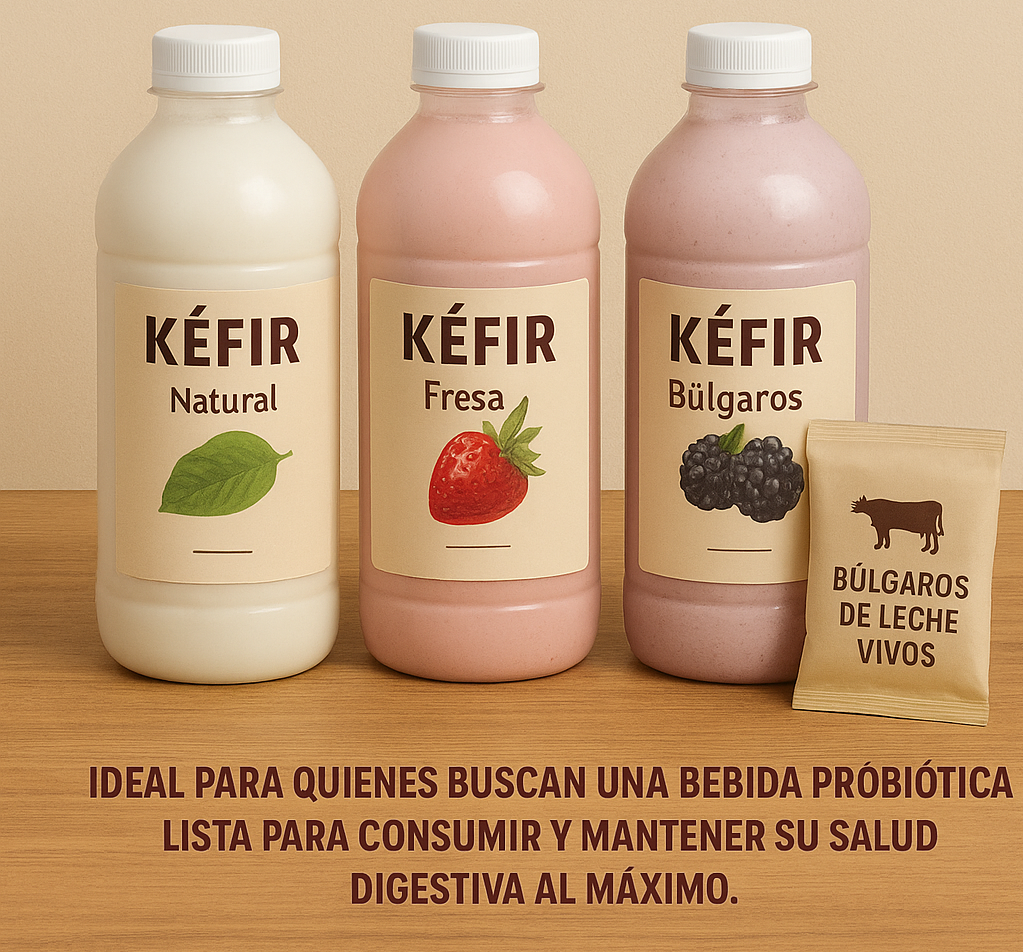 KÉFIR
Natural
KÉFIR
Fresa
KÉFIR
Bülgaros
BÚLGAROS
DE LECHE
VIVOS
IDEAL PARA QUIENES BUSCAN UNA BEBIDA PRÓBIÓTICA
LISTA PARA CONSUMIR Y MANTENER SU SALUD
DIGESTIVA AL MÁXIMO.